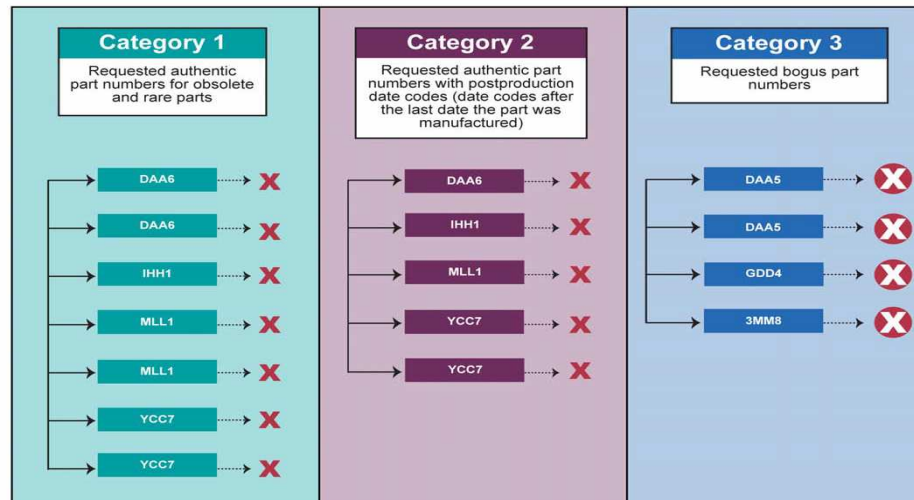 Category 1
Requested authentic
part numbers for obsolete
and rare parts
DAA6
X
DAA6
X
IHH1
X
MLL1
X
MLL1
X
YCC7
X
YCC7
X
Category 2
Requested authentic part
numbers with postproduction
date codes (date codes after
the last date the part was
manufactured)
DAA6
X
IHH1
X
MLL1
X
YCC7
X
YCC7
X
Category 3
Requested bogus part
numbers
DAA5
X
DAA5
X
GDD4
X
3MM8
X